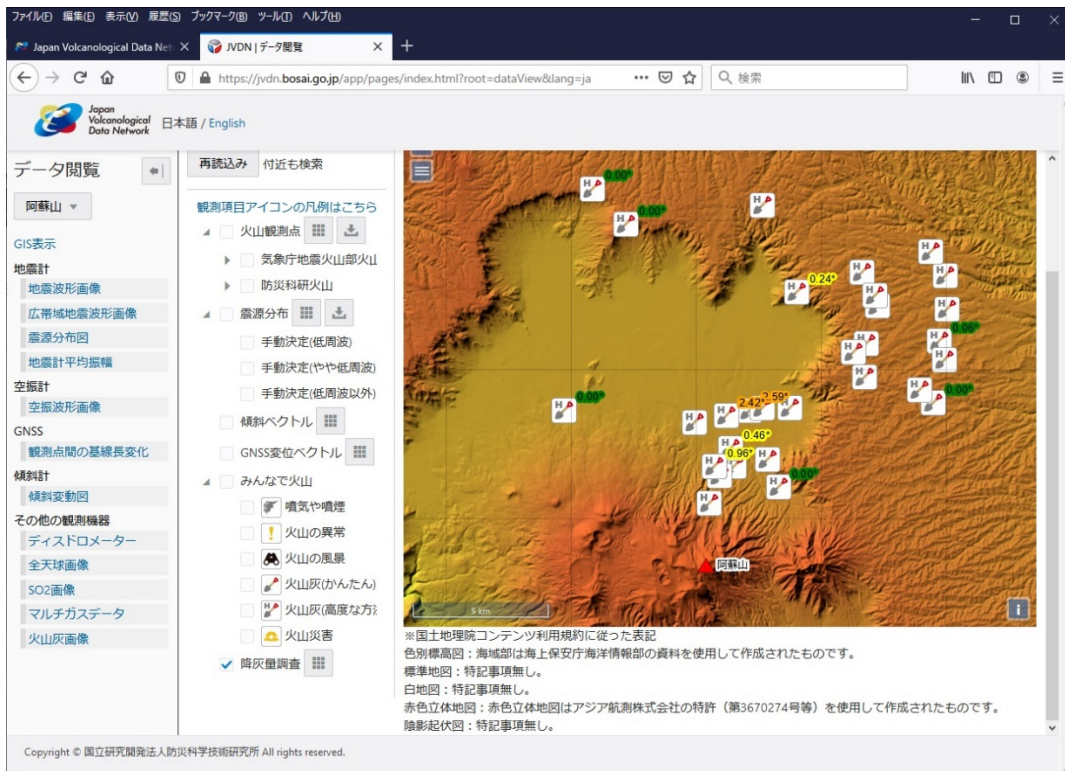 ファイル(F) 編集(E) 表示(V) 履歴(S) ブックマーク(B) ツール(T) ヘルプ(H)
Japan Volcanological Data Net
JVDN | データ閲覧
https://jvdn.bosai.go.jp/app/pages/index.html?root=dataView&lang=ja
検索
Japan
Volcanological
Data Network
日本語 / English
データ閲覧
阿蘇山
GIS表示
地震計
地震波形画像
広帯域地震波形画像
震源分布図
地震計平均振幅
空振計
空振波形画像
GNSS
観測点間の基線長変化
傾斜計
傾斜変動図
その他の観測機器
ディスドロメーター
全天球画像
SO2画像
マルチガスデータ
火山灰画像
再読込み 付近も検索
観測項目アイコンの凡例はこちら
火山観測点
気象庁地震火山部火山
防災科研火山
震源分布
手動決定(低周波)
手動決定(やや低周波)
手動決定(低周波以外)
傾斜ベクトル
GNSS変位ベクトル
みんなで火山
噴気や噴煙
火山の異常
火山の風景
火山灰(かんたん)
火山灰(高度な方法
火山災害
降灰量調査
0.00°
0.00°
0.24°
0.06°
0.00°
0.00°
2.42°
2.59°
0.46°
0.96°
0.00°
阿蘇山
5 km
※国土地理院コンテンツ利用規約に従った表記
色別標高図：海域部は海上保安庁海洋情報部の資料を使用して作成されたものです。
標準地図：特記事項無し。
白地図：特記事項無し。
赤色立体地図：赤色立体地図はアジア航測株式会社の特許（第3670274号等）を使用して作成されたものです。
陰影起伏図：特記事項無し。
Copyright © 国立研究開発法人防災科学技術研究所 All rights reserved.